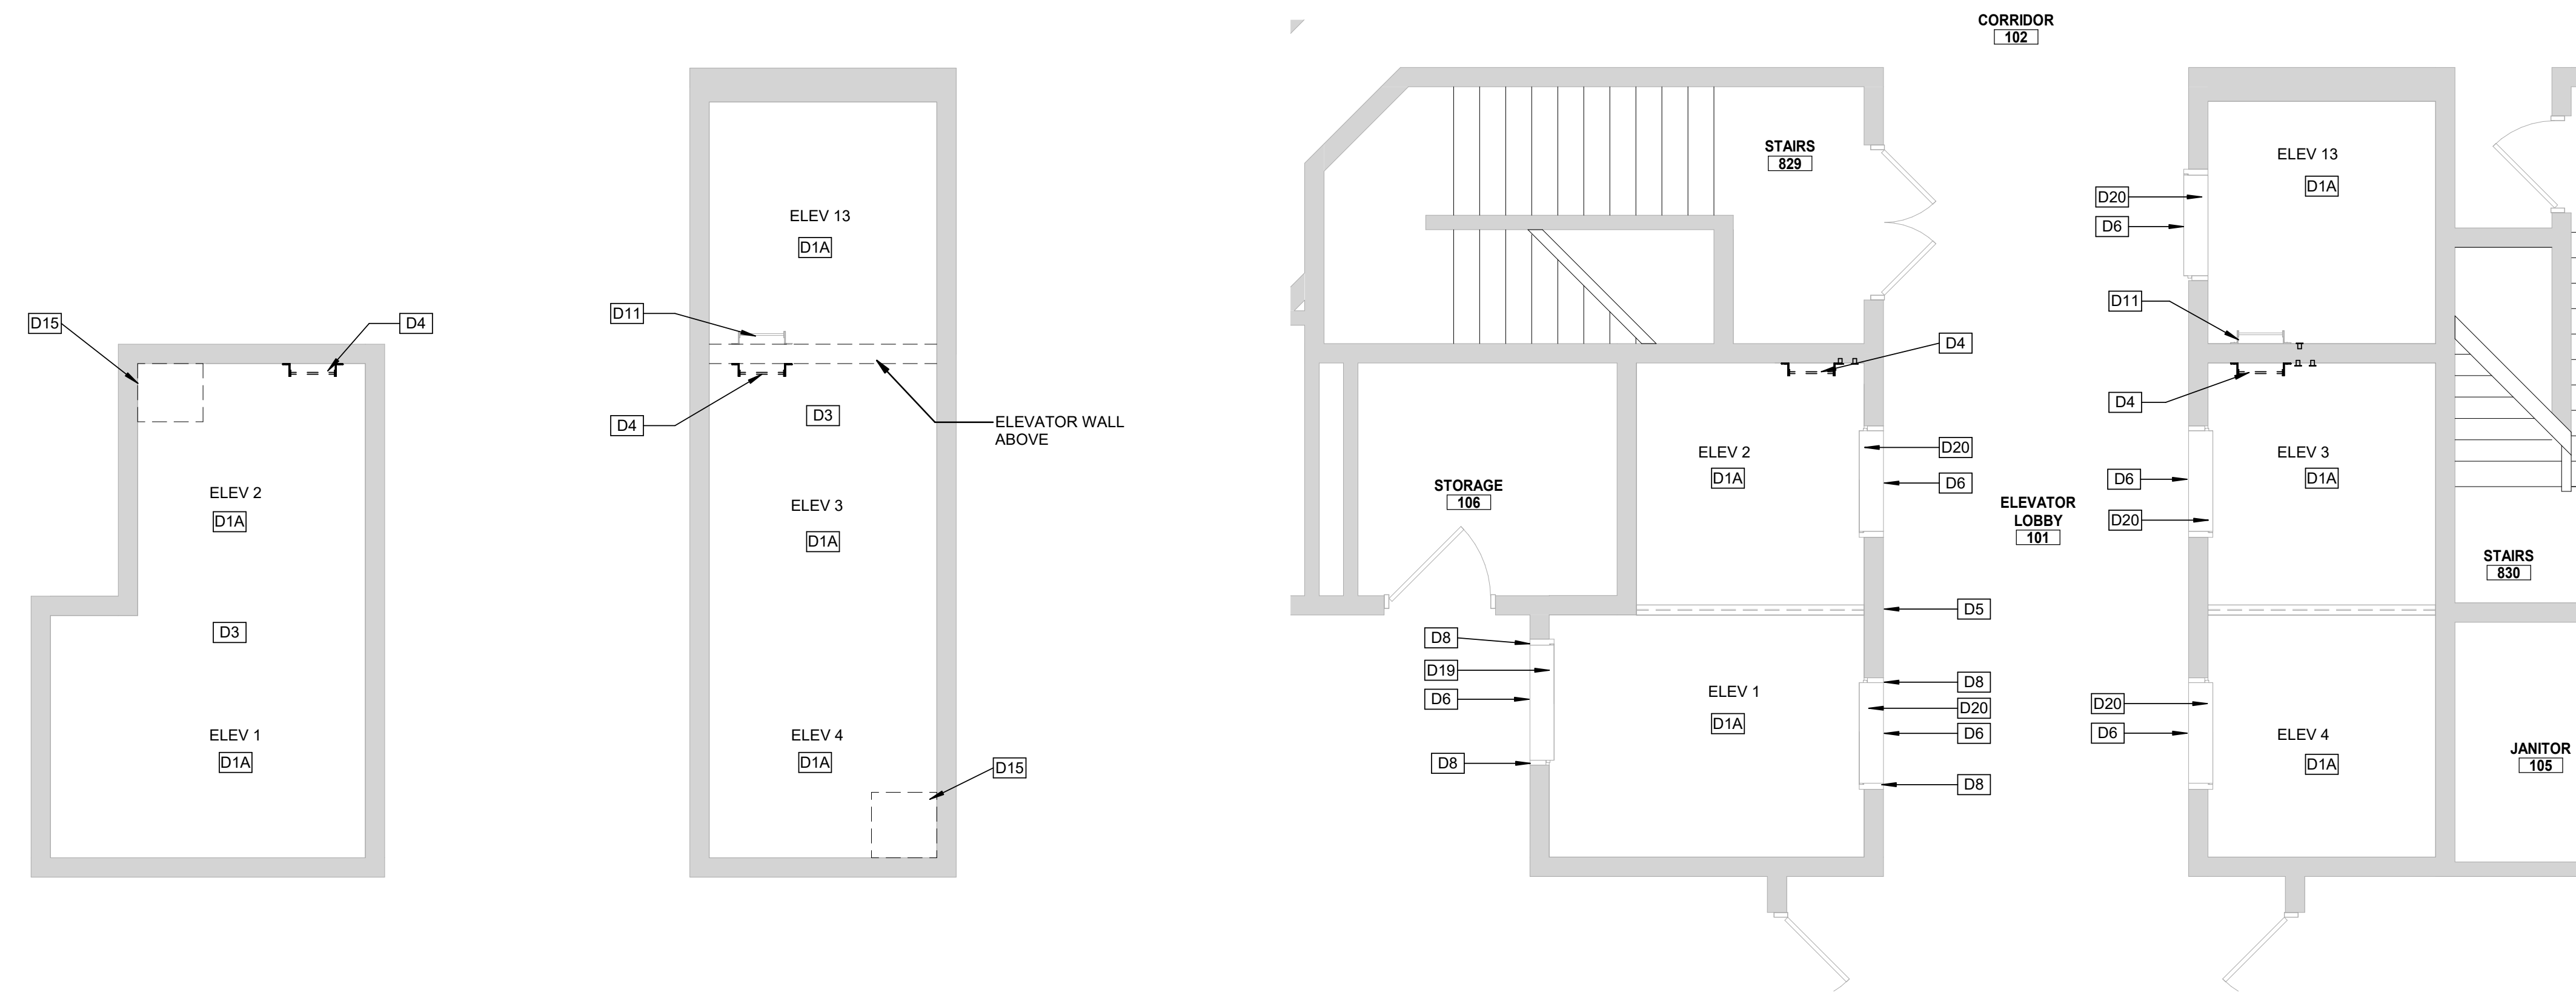 D15
D4
ELEV 2
D1A
D3
ELEV 1
D1A
ELEV 13
D1A
D11
D4
D3
ELEVATOR WALL
ABOVE
ELEV 3
D1A
ELEV 4
D1A
D15
CORRIDOR
102
STAIRS
829
D4
ELEV 2
D1A
D20
D6
STORAGE
106
ELEVATOR
LOBBY
101
D5
D8
D19
D6
D8
ELEV 1
D1A
D8
D20
D6
D8
ELEV 13
D1A
D20
D6
D11
D4
ELEV 3
D1A
D6
D20
STAIRS
830
D20
D6
ELEV 4
D1A
JANITOR
105